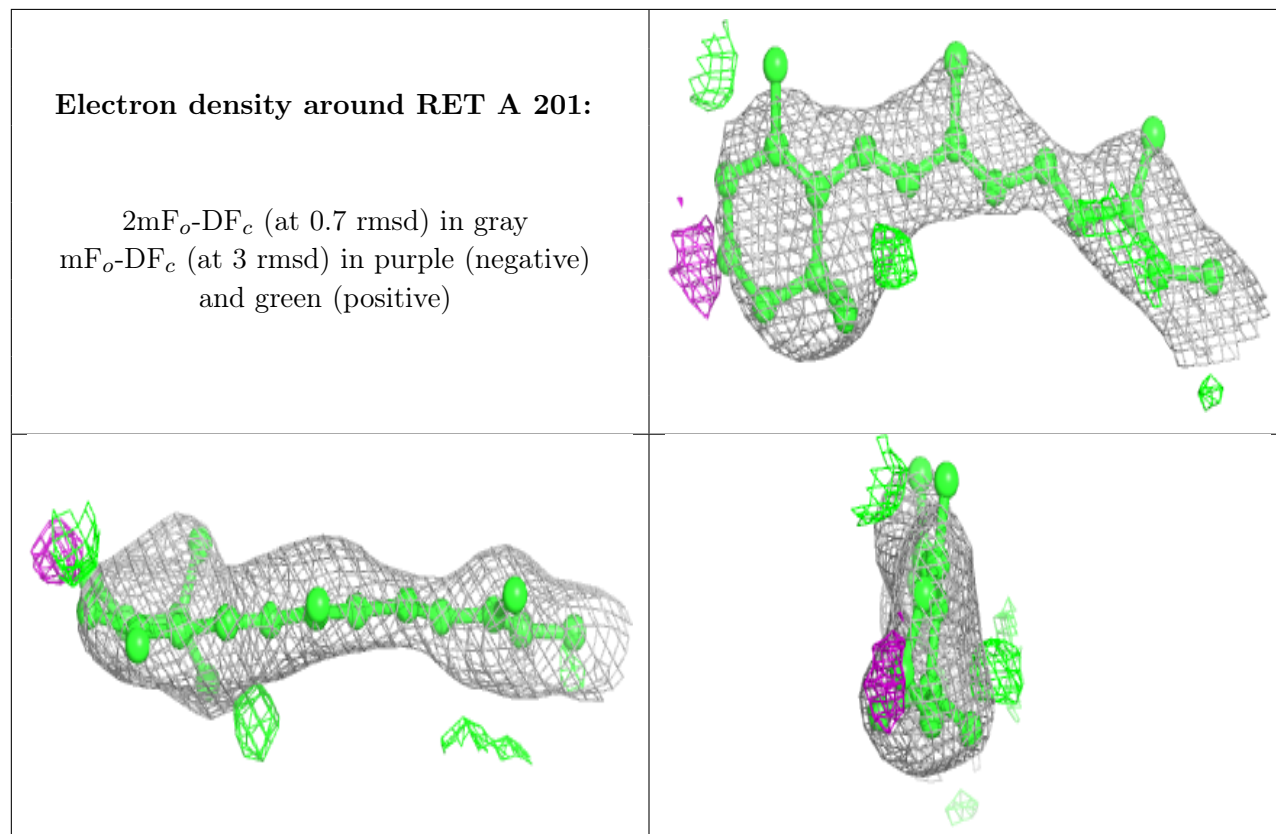 Electron density around RET A 201:
2mFo-DFc (at 0.7 rmsd) in gray
mFo-DFc (at 3 rmsd) in purple (negative)
and green (positive)